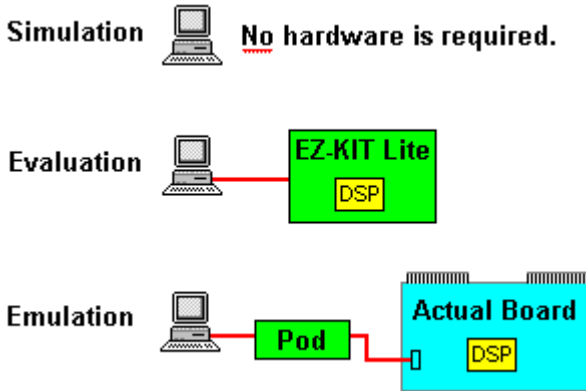 Simulation
No hardware is required.
Evaluation
EZ-KIT Lite
DSP
Emulation
Pod
Actual Board
DSP